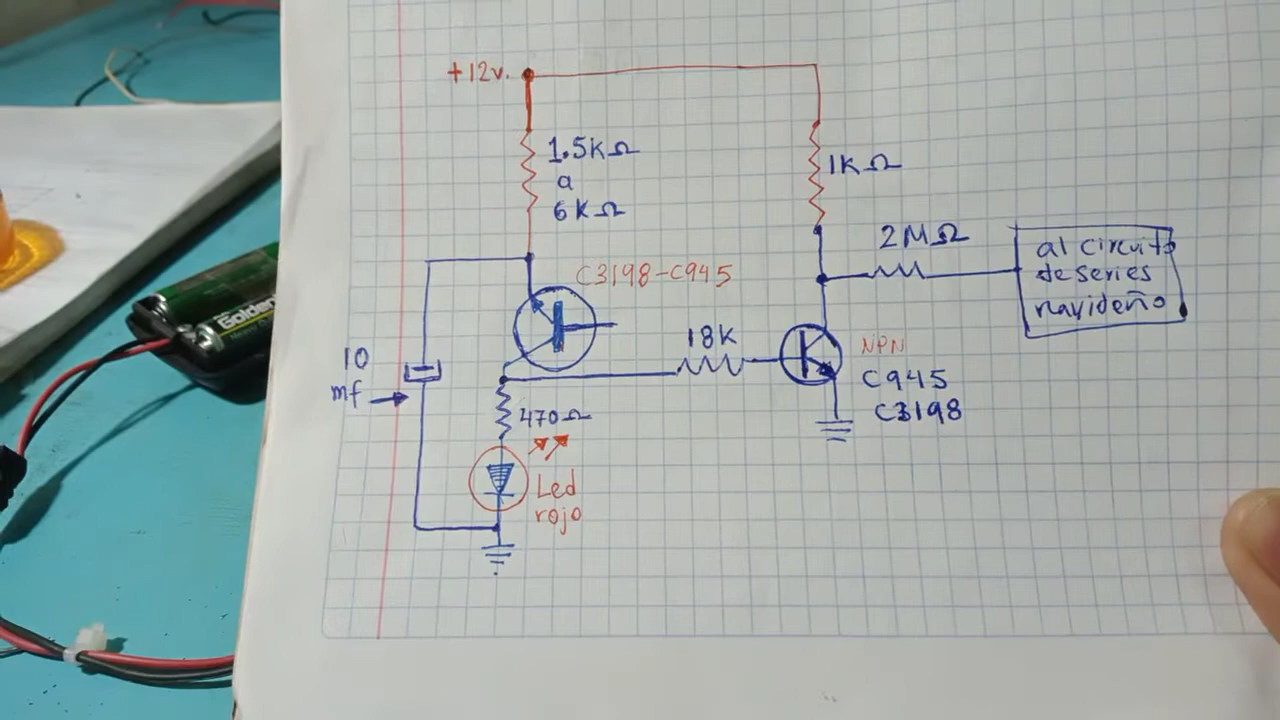 +12v.
1.5KΩ
a
6KΩ
1KΩ
2MΩ
al circuito
de series
navideño
C3198-C945
18K
NPN
C945
C3198
10
mf
470Ω
Led
rojo
Golden